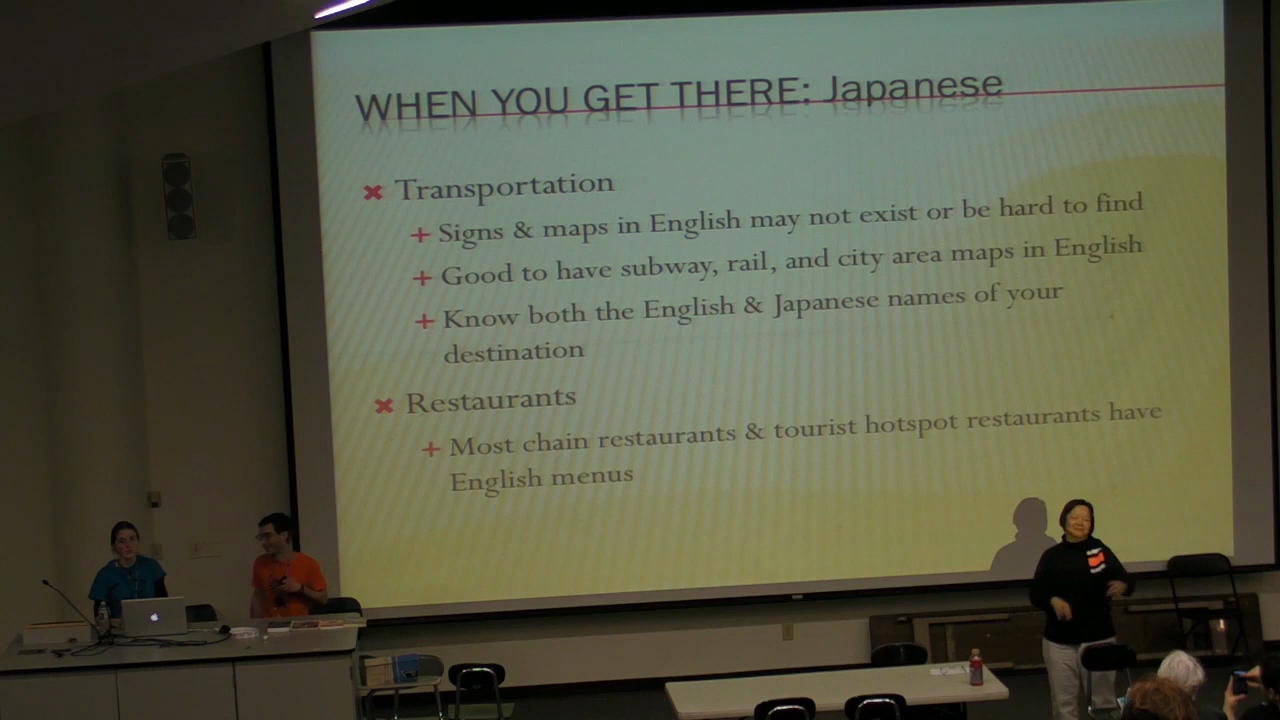 WHEN YOU GET THERE: Japanese
Transportation
Signs & maps in English may not exist or be hard to find
Good to have subway, rail, and city area maps in English
Know both the English & Japanese names of your
destination
Restaurants
Most chain restaurants & tourist hotspot restaurants have
English menus